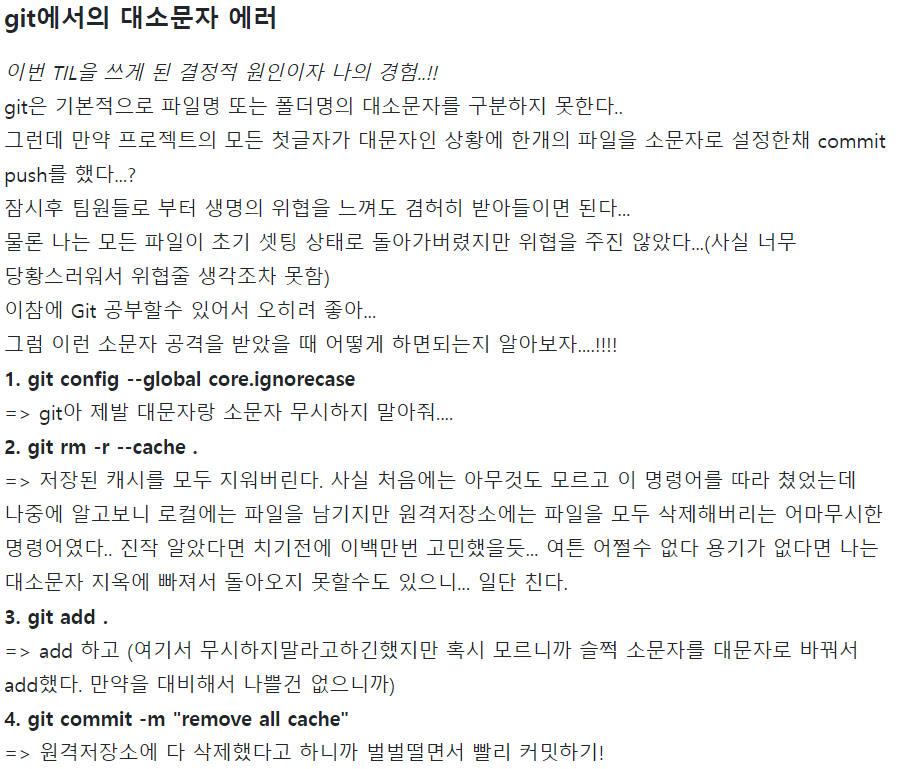 git에서의 대소문자 에러
이번 TIL을 쓰게 된 결정적 원인이자 나의 경험..!!
git은 기본적으로 파일명 또는 폴더명의 대소문자를 구분하지 못한다..
그런데 만약 프로젝트의 모든 첫글자가 대문자인 상황에 한개의 파일을 소문자로 설정한채 commit
push를 했다...?
잠시후 팀원들로 부터 생명의 위협을 느껴도 겸허히 받아들이면 된다...
물론 나는 모든 파일이 초기 셋팅 상태로 돌아가버렸지만 위협을 주진 않았다...(사실 너무
당황스러워서 위협줄 생각조차 못함)
이참에 Git 공부할수 있어서 오히려 좋아...
그럼 이런 소문자 공격을 받았을 때 어떻게 하면되는지 알아보자....!!!!
1. git config --global core.ignorecase
=> git아 제발 대문자랑 소문자 무시하지 말아줘....
2. git rm -r --cache .
=> 저장된 캐시를 모두 지워버린다. 사실 처음에는 아무것도 모르고 이 명령어를 따라 쳤었는데
나중에 알고보니 로컬에는 파일을 남기지만 원격저장소에는 파일을 모두 삭제해버리는 어마무시한
명령어였다.. 진작 알았다면 치기전에 이백만번 고민했을듯... 여튼 어쩔수 없다 용기가 없다면 나는
대소문자 지옥에 빠져서 돌아오지 못할수도 있으니... 일단 친다.
3. git add .
=> add 하고 (여기서 무시하지말라고하긴했지만 혹시 모르니까 슬쩍 소문자를 대문자로 바꿔서
add했다. 만약을 대비해서 나쁠건 없으니까)
4. git commit -m "remove all cache"
=> 원격저장소에 다 삭제했다고 하니까 벌벌떨면서 빨리 커밋하기!